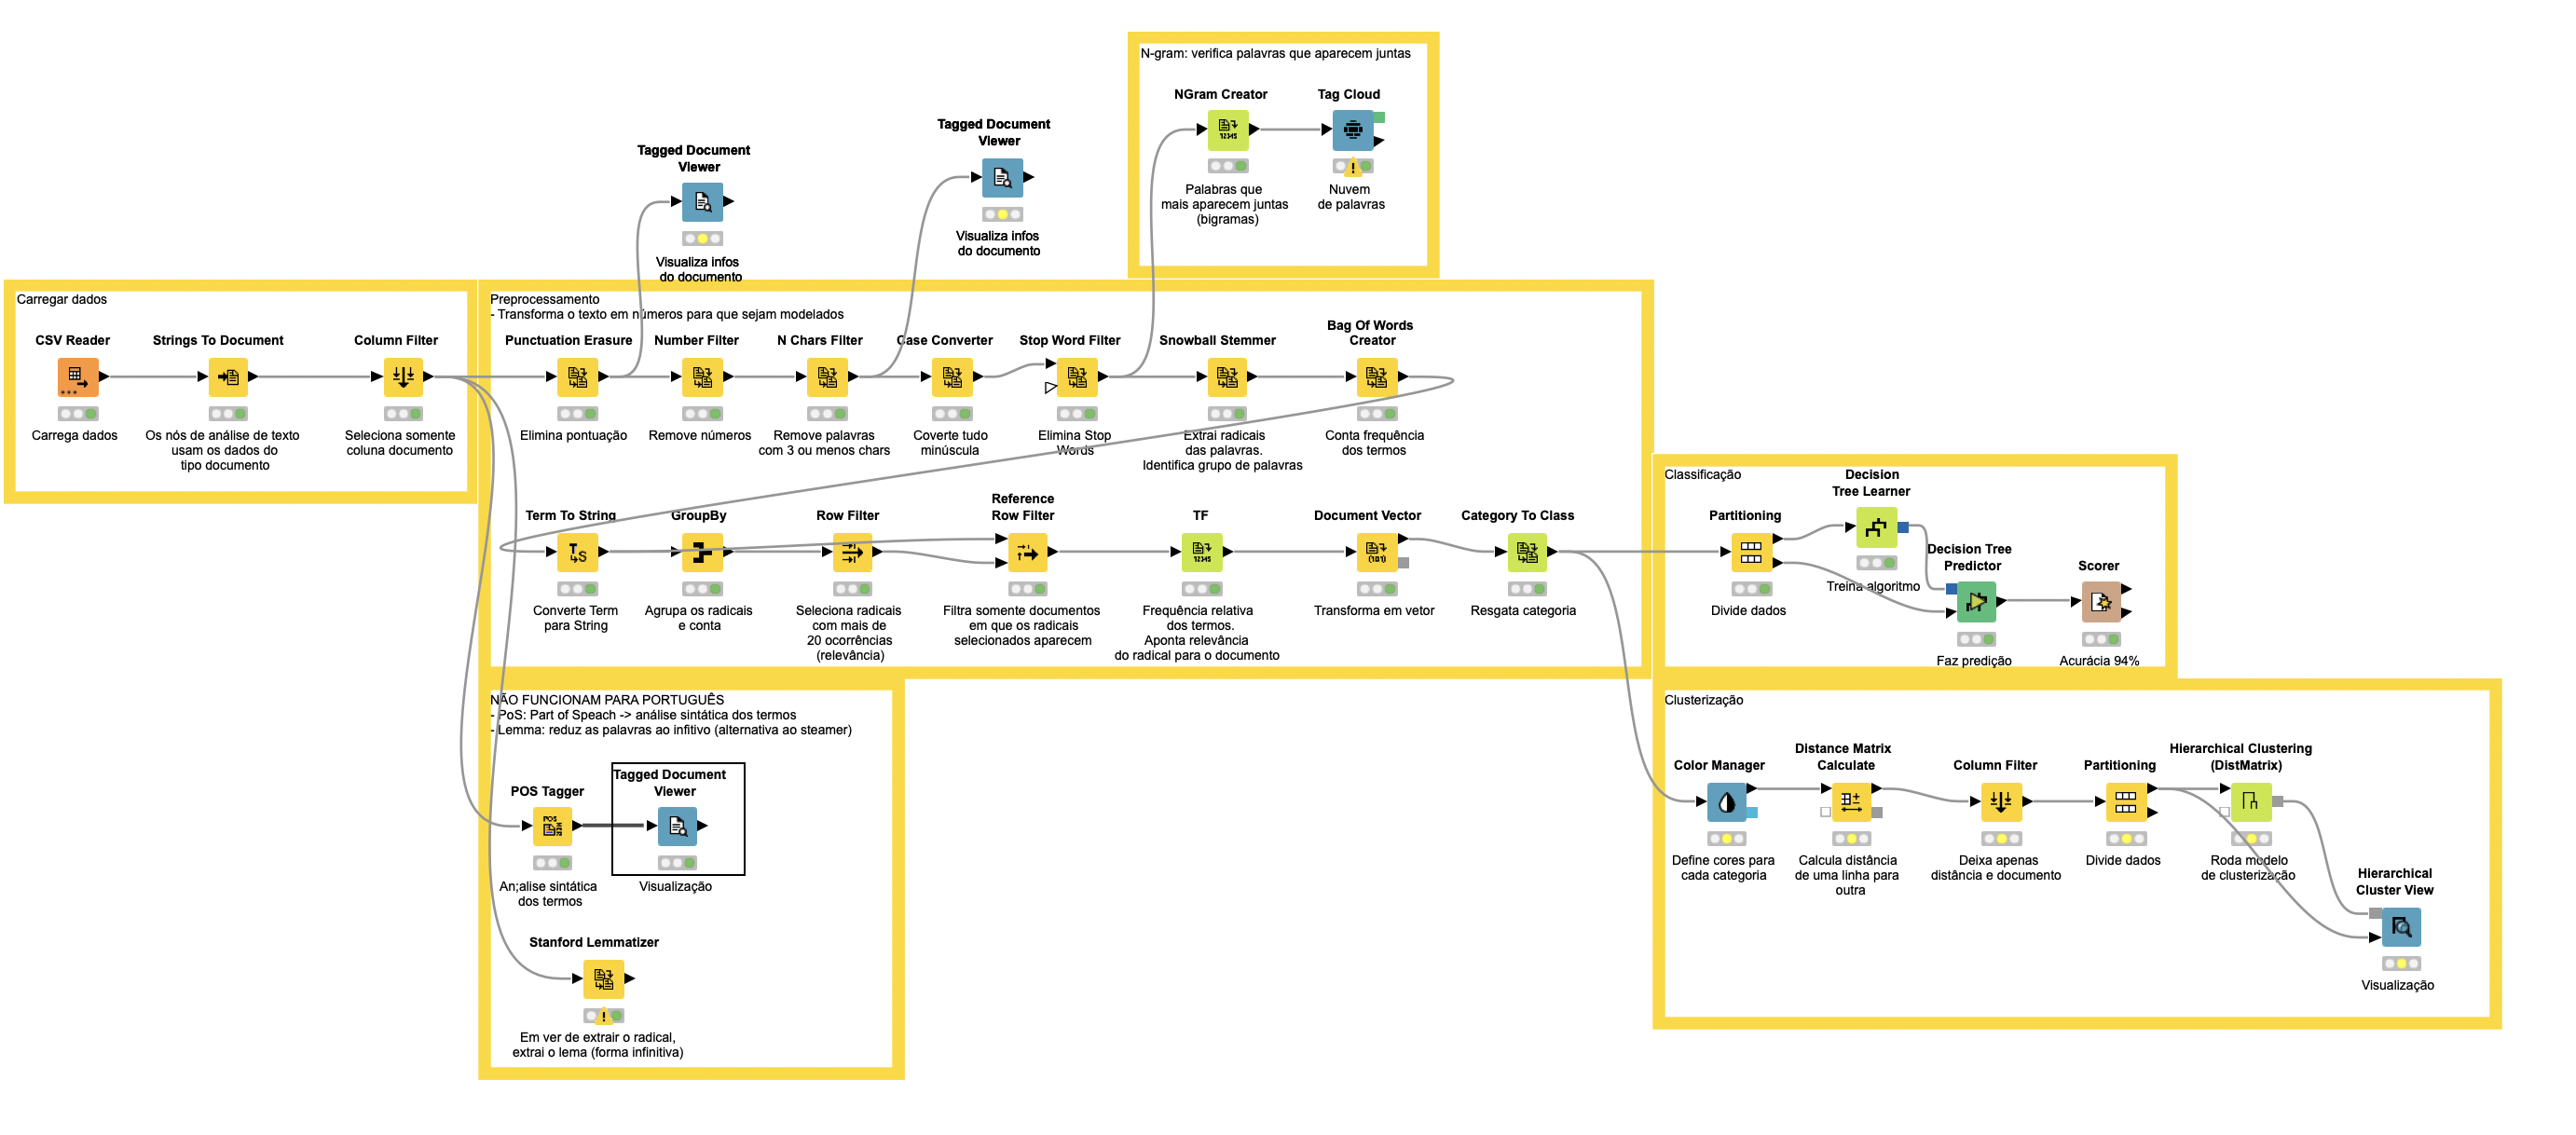 N-gram: verifica palavras que aparecem juntas
NGram Creator
Tag Cloud
Palabras que
mais aparecem juntas
(bigramas)
Nuvem
de palavras
Tagged Document
Viewer
Visualiza infos
do documento
Tagged Document
Viewer
Visualiza infos
do documento
Carregar dados
CSV Reader
Carrega dados
Strings To Document
Os nós de análise de texto
usam os dados do
tipo documento
Column Filter
Seleciona somente
coluna documento
Preprocessamento
- Transforma o texto em números para que sejam modelados
Punctuation Erasure
Elimina pontuação
Number Filter
Remove números
N Chars Filter
Remove palavras
com 3 ou menos chars
Case Converter
Coverte tudo
minúscula
Stop Word Filter
Elimina Stop
Words
Snowball Stemmer
Extrai radicais
das palavras.
Identifica grupo de palavras
Bag Of Words
Creator
Conta frequência
dos termos
Term To String
Converte Term
para String
GroupBy
Agrupa os radicais
e conta
Row Filter
Seleciona radicais
com mais de
20 ocorrências
(relevância)
Reference
Row Filter
Filtra somente documentos
em que os radicais
selecionados aparecem
TF
Frequência relativa
dos termos.
Aponta relevância
do radical para o documento
Document Vector
Transforma em vetor
Category To Class
Resgata categoria
Classificação
Partitioning
Divide dados
Decision
Tree Learner
Treina algoritmo
Decision Tree
Predictor
Faz predição
Scorer
Acurácia 94%
NÃO FUNCIONAM PARA PORTUGUÊS
- PoS: Part of Speach -> análise sintática dos termos
- Lemma: reduz as palavras ao infitivo (alternativa ao steamer)
POS Tagger
An;alise sintática
dos termos
Tagged Document
Viewer
Visualização
Stanford Lemmatizer
Em ver de extrair o radical,
extrai o lema (forma infinitiva)
Clusterização
Color Manager
Define cores para
cada categoria
Distance Matrix
Calculate
Calcula distância
de uma linha para
outra
Column Filter
Deixa apenas
distância e documento
Partitioning
Divide dados
Hierarchical Clustering
(DistMatrix)
Roda modelo
de clusterização
Hierarchical
Cluster View
Visualização